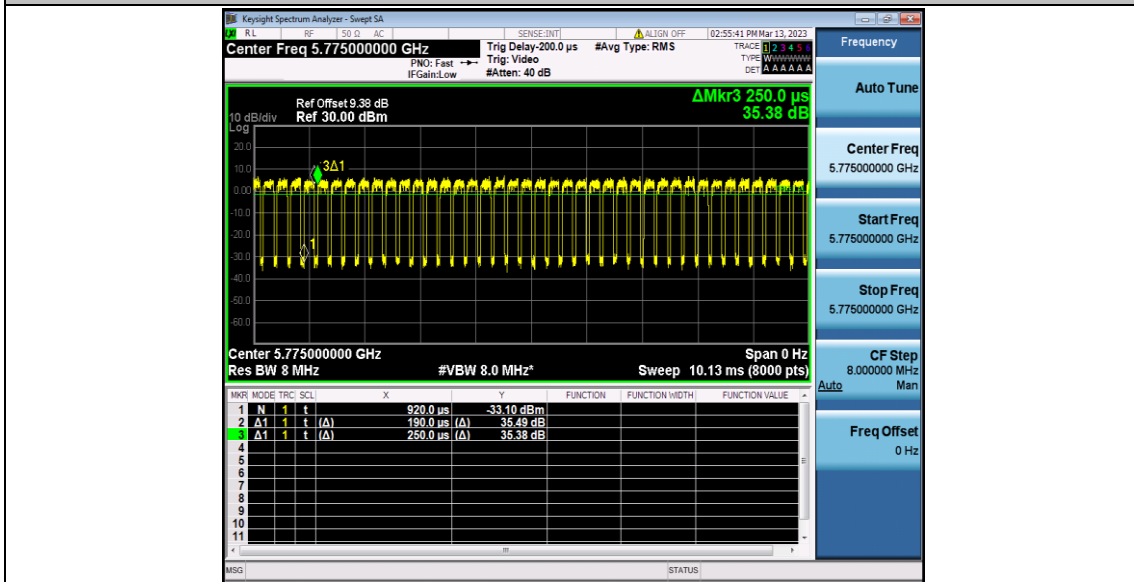 Keysight Spectrum Analyzer - Swept SA
RL RF 50 Ω AC SENSE:INT ALIGN OFF 02:55:41 PM Mar 13, 2023
Center Freq 5.775000000 GHz
PNO: Fast
IFGain:Low
Trig Delay-200.0 µs
Trig: Video
#Atten: 40 dB
#Avg Type: RMS
TRACE 1 2 3 4 5 6
TYPE
DET A A A A A A
Frequency
Auto Tune
Center Freq
5.775000000 GHz
Start Freq
5.775000000 GHz
Stop Freq
5.775000000 GHz
CF Step
8.000000 MHz
Auto Man
Freq Offset
0 Hz
ΔMkr3 250.0 µs
35.38 dB
Ref Offset 9.38 dB
10 dB/div Ref 30.00 dBm
Log
20.0
10.0
0.00
-10.0
-20.0
-30.0
-40.0
-50.0
-60.0
3Δ1
1
Center 5.775000000 GHz Span 0 Hz
Res BW 8 MHz #VBW 8.0 MHz* Sweep 10.13 ms (8000 pts)
MKR MODE TRC SCL X Y FUNCTION FUNCTION WIDTH FUNCTION VALUE
1 N 1 t 920.0 µs -33.10 dBm
2 Δ1 1 t (Δ) 190.0 µs (Δ) 35.49 dB
3 Δ1 1 t (Δ) 250.0 µs (Δ) 35.38 dB
4
5
6
7
8
9
10
11
MSG STATUS